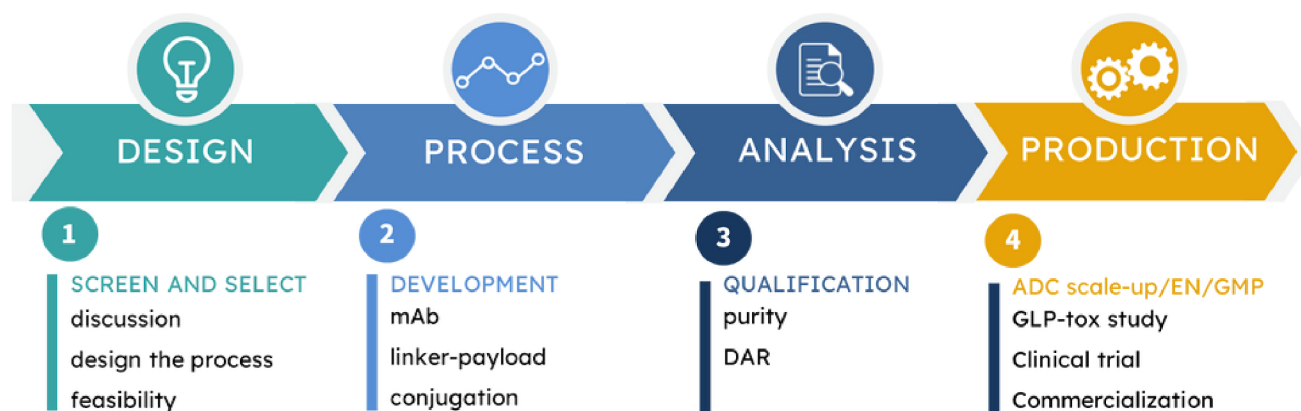 DESIGN
PROCESS
ANALYSIS
PRODUCTION
1
SCREEN AND SELECT
discussion
design the process
feasibility
2
DEVELOPMENT
mAb
linker-payload
conjugation
3
QUALIFICATION
purity
DAR
4
ADC scale-up/EN/GMP
GLP-tox study
Clinical trial
Commercialization